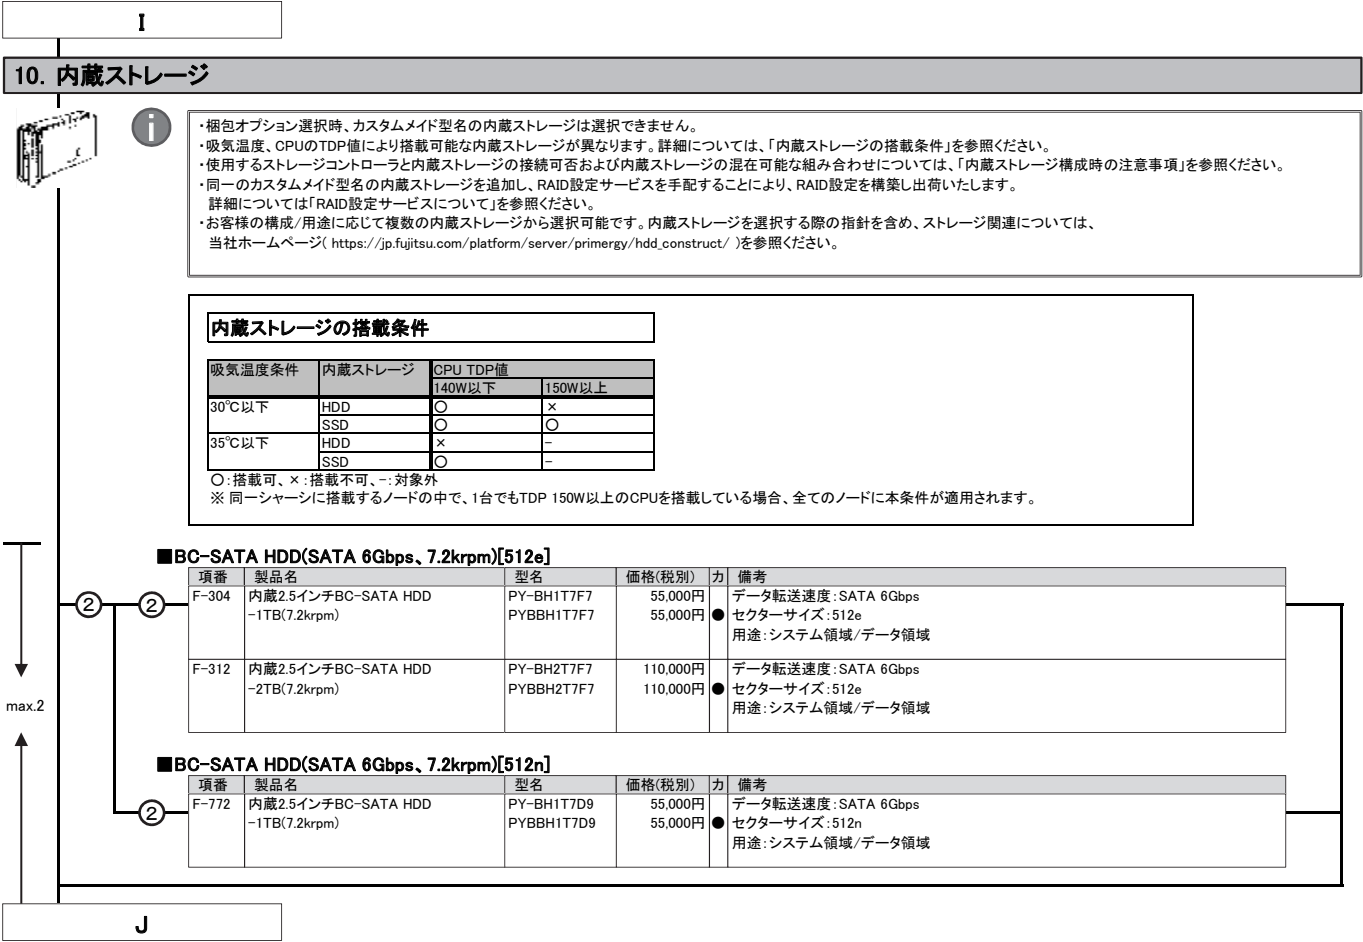 I
10. 内蔵ストレージ
・梱包オプション選択時、カスタムメイド型名の内蔵ストレージは選択できません。
・吸気温度、CPUのTDP値により搭載可能な内蔵ストレージが異なります。詳細については、「内蔵ストレージの搭載条件」を参照ください。
・使用するストレージコントローラと内蔵ストレージの接続可否および内蔵ストレージの混在可能な組み合わせについては、「内蔵ストレージ構成時の注意事項」を参照ください。
・同一のカスタムメイド型名の内蔵ストレージを追加し、RAID設定サービスを手配することにより、RAID設定を構築し出荷いたします。
詳細については「RAID設定サービスについて」を参照ください。
・お客様の構成/用途に応じて複数の内蔵ストレージから選択可能です。内蔵ストレージを選択する際の指針を含め、ストレージ関連については、
当社ホームページ( https://jp.fujitsu.com/platform/server/primergy/hdd_construct/ )を参照ください。
内蔵ストレージの搭載条件
吸気温度条件 内蔵ストレージ CPU TDP値
140W以下 150W以上
30℃以下 HDD ○ ×
SSD ○ ○
35℃以下 HDD × -
SSD ○ -
○:搭載可、×:搭載不可、-:対象外
※ 同一シャーシに搭載するノードの中で、1台でもTDP 150W以上のCPUを搭載している場合、全てのノードに本条件が適用されます。
■BC-SATA HDD(SATA 6Gbps、7.2krpm)[512e]
項番 製品名 型名 価格(税別) カ 備考
② ② F-304 内蔵2.5インチBC-SATA HDD PY-BH1T7F7 55,000円 データ転送速度:SATA 6Gbps
-1TB(7.2krpm) PYBBH1T7F7 55,000円 ● セクターサイズ:512e
用途:システム領域/データ領域
F-312 内蔵2.5インチBC-SATA HDD PY-BH2T7F7 110,000円 データ転送速度:SATA 6Gbps
-2TB(7.2krpm) PYBBH2T7F7 110,000円 ● セクターサイズ:512e
用途:システム領域/データ領域
max.2
■BC-SATA HDD(SATA 6Gbps、7.2krpm)[512n]
項番 製品名 型名 価格(税別) カ 備考
② F-772 内蔵2.5インチBC-SATA HDD PY-BH1T7D9 55,000円 データ転送速度:SATA 6Gbps
-1TB(7.2krpm) PYBBH1T7D9 55,000円 ● セクターサイズ:512n
用途:システム領域/データ領域
J